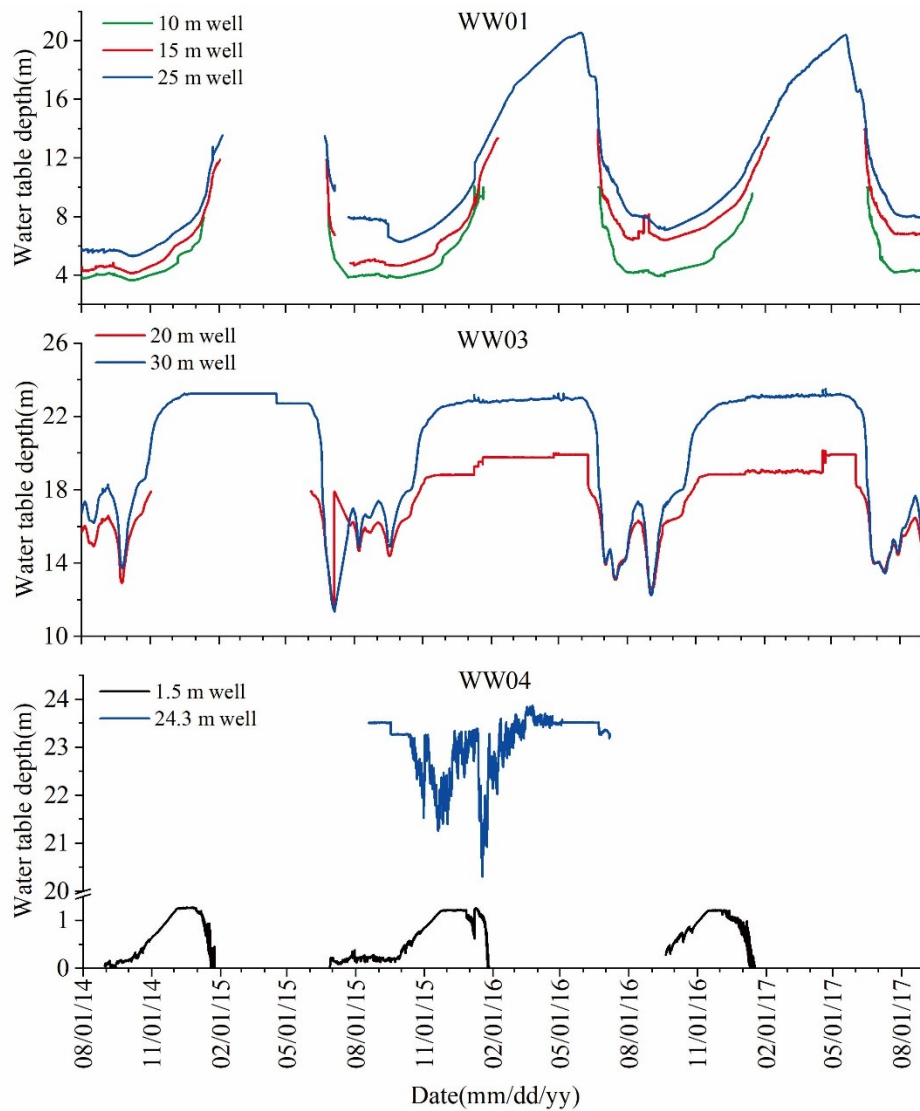 WW01
10 m well
15 m well
25 m well
Water table depth(m)
20
16
12
8
4
WW03
20 m well
30 m well
Water table depth(m)
26
22
18
14
10
WW04
1.5 m well
24.3 m well
Water table depth(m)
24
23
22
21
20
1
0
08/01/14
11/01/14
02/01/15
05/01/15
08/01/15
11/01/15
02/01/16
05/01/16
08/01/16
11/01/16
02/01/17
05/01/17
08/01/17
Date(mm/dd/yy)